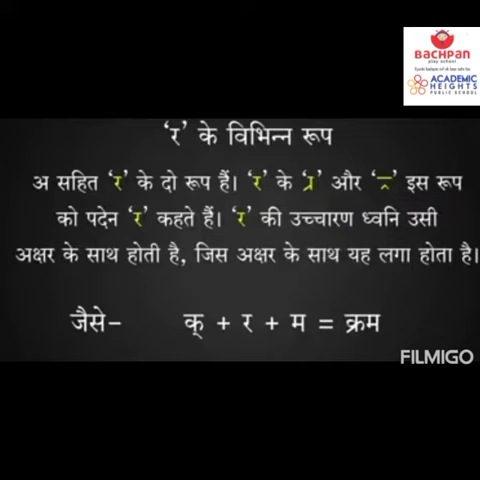 BACHPAN
play school
ACADEMIC
HEIGHTS
PUBLIC SCHOOL
‘र’ के विभिन्न रूप
अ सहित ‘र’ के दो रूप हैं। ‘र’ के ‘्र’ और ‘ ्र’ इस रूप
को पदेन ‘र’ कहते हैं। ‘र’ की उच्चारण ध्वनि उसी
अक्षर के साथ होती है, जिस अक्षर के साथ यह लगा होता है।
जैसे- क् + र + म = क्रम
FILMIGO